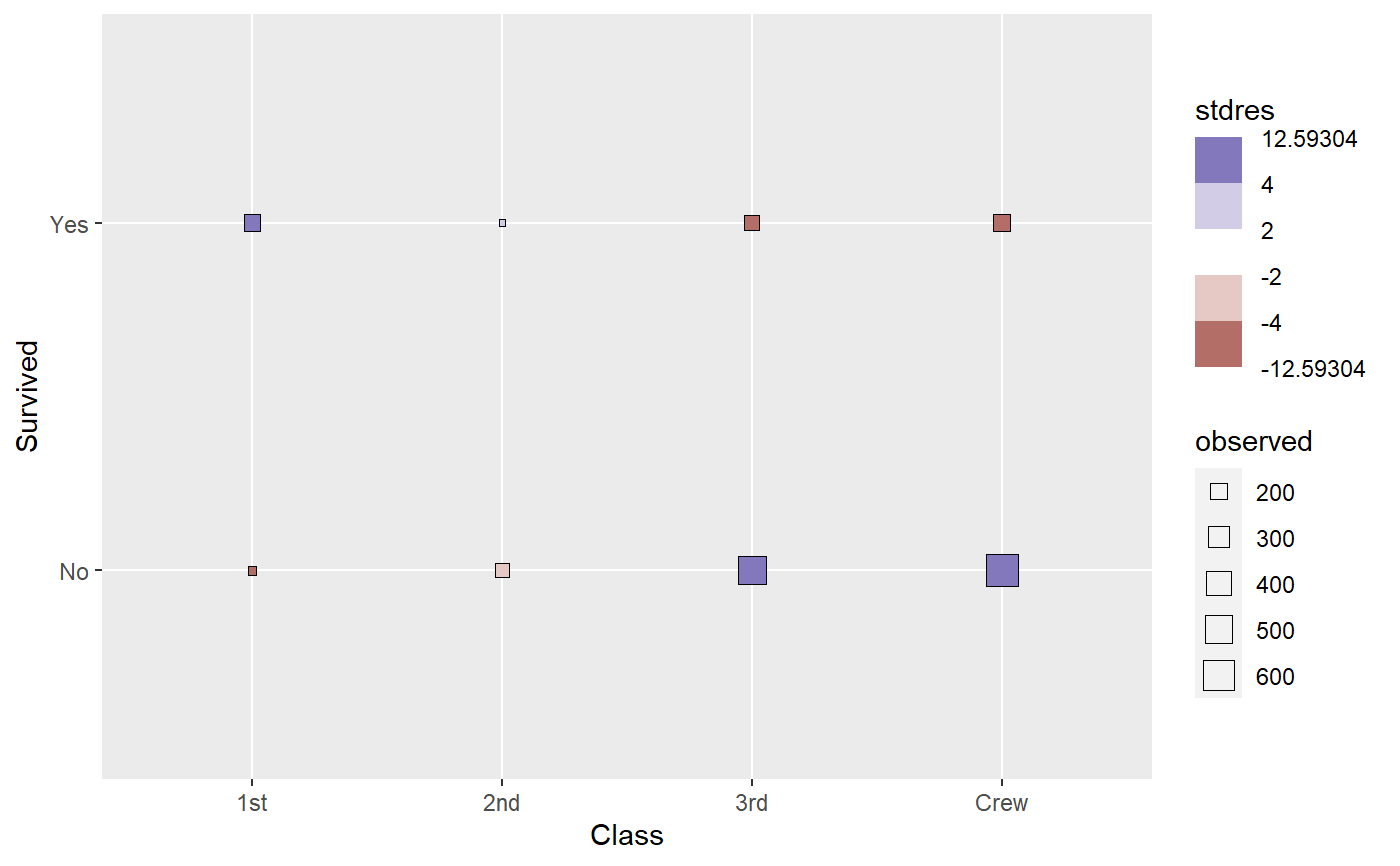 stdres
12.59304
4
2
-2
-4
-12.59304
observed
200
300
400
500
600
Yes
No
Survived
1st 2nd 3rd Crew
Class